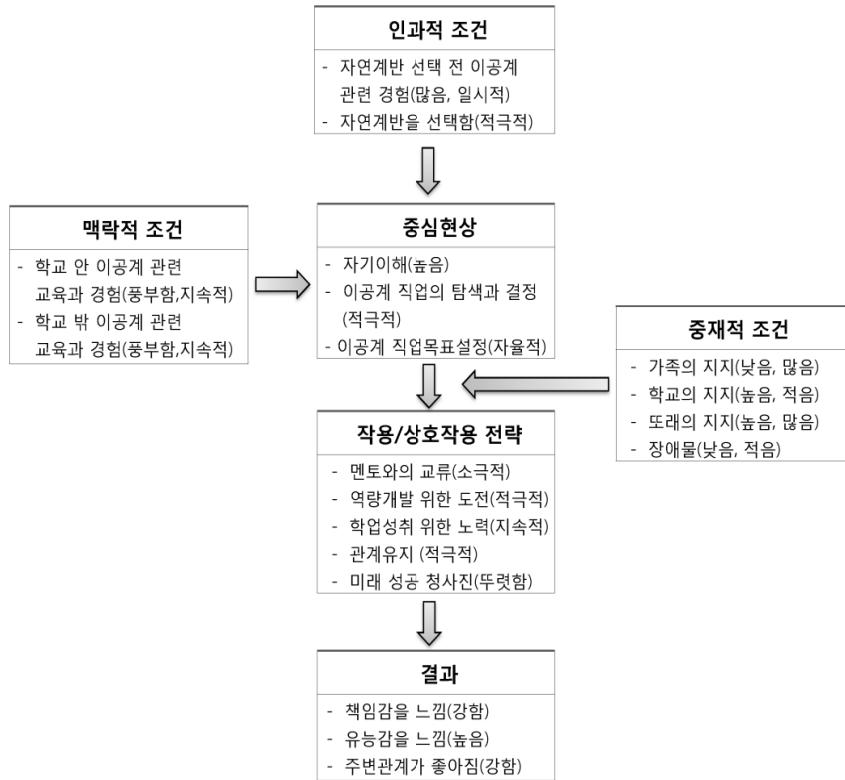 인과적 조건
- 자연계반 선택 전 이공계
관련 경험(많음, 일시적)
- 자연계반을 선택함(적극적)
맥락적 조건
- 학교 안 이공계 관련
교육과 경험(풍부함,지속적)
- 학교 밖 이공계 관련
교육과 경험(풍부함,지속적)
중심현상
- 자기이해(높음)
- 이공계 직업의 탐색과 결정
(적극적)
- 이공계 직업목표설정(자율적)
중재적 조건
- 가족의 지지(낮음, 많음)
- 학교의 지지(높음, 적음)
- 또래의 지지(높음, 많음)
- 장애물(낮음, 적음)
작용/상호작용 전략
- 멘토와의 교류(소극적)
- 역량개발 위한 도전(적극적)
- 학업성취 위한 노력(지속적)
- 관계유지 (적극적)
- 미래 성공 청사진(뚜렷함)
결과
- 책임감을 느낌(강함)
- 유능감을 느낌(높음)
- 주변관계가 좋아짐(강함)